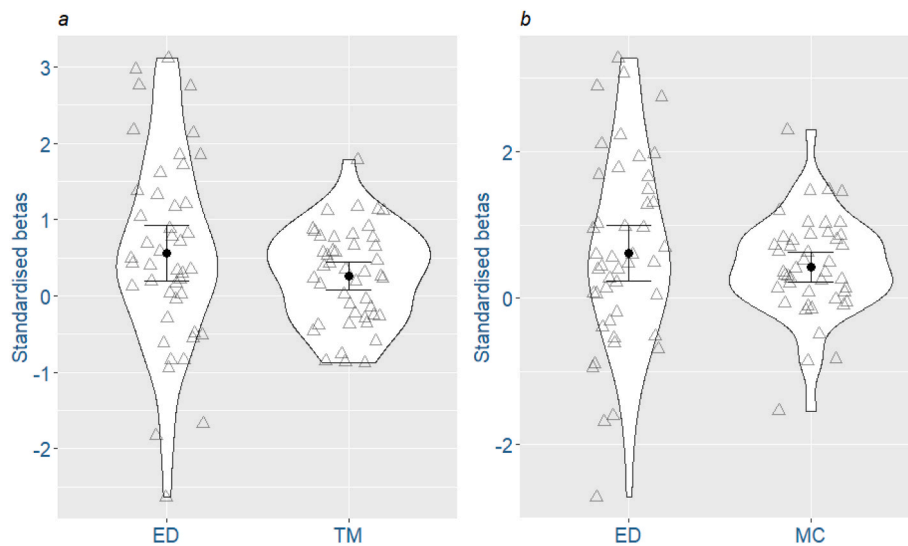 a
Standardised betas
3
2
1
0
-1
-2
ED
TM
b
Standardised betas
2
0
-2
ED
MC